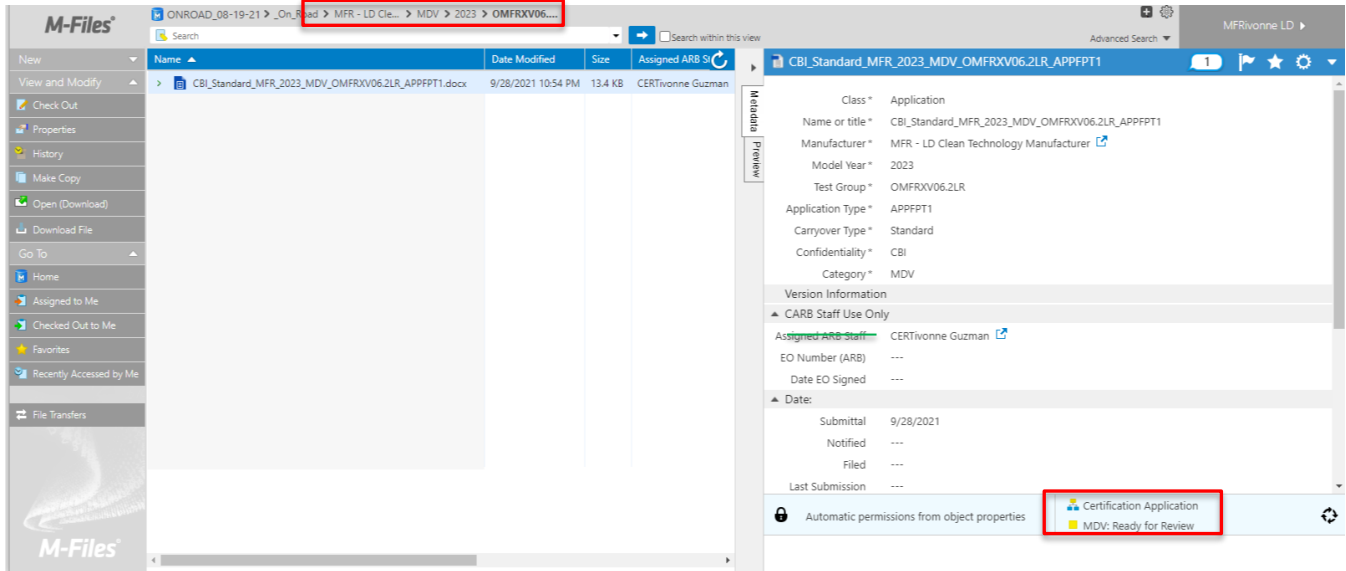 M-Files®
ONROAD_08-19-21 > _On_Road > MFR - LD Cle... > MDV > 2023 > OMFRXV06....
Search
Search within this view
Advanced Search
MFRivonne LD
New
View and Modify
Check Out
Properties
History
Make Copy
Open (Download)
Download File
Go To
Home
Assigned to Me
Checked Out to Me
Favorites
Recently Accessed by Me
File Transfers
M-Files®
Name
Date Modified
Size
Assigned ARB St
CBI_Standard_MFR_2023_MDV_OMFRXV06.2LR_APPFPT1.docx
9/28/2021 10:54 PM
13.4 KB
CERTivonne Guzman
Metadata
Preview
CBI_Standard_MFR_2023_MDV_OMFRXV06.2LR_APPFPT1
1
Class* Application
Name or title* CBI_Standard_MFR_2023_MDV_OMFRXV06.2LR_APPFPT1
Manufacturer* MFR - LD Clean Technology Manufacturer
Model Year* 2023
Test Group* OMFRXV06.2LR
Application Type* APPFPT1
Carryover Type* Standard
Confidentiality* CBI
Category* MDV
Version Information
CARB Staff Use Only
Assigned ARB Staff CERTivonne Guzman
EO Number (ARB) ---
Date EO Signed ---
Date:
Submittal 9/28/2021
Notified ---
Filed ---
Last Submission ---
Automatic permissions from object properties
Certification Application
MDV: Ready for Review